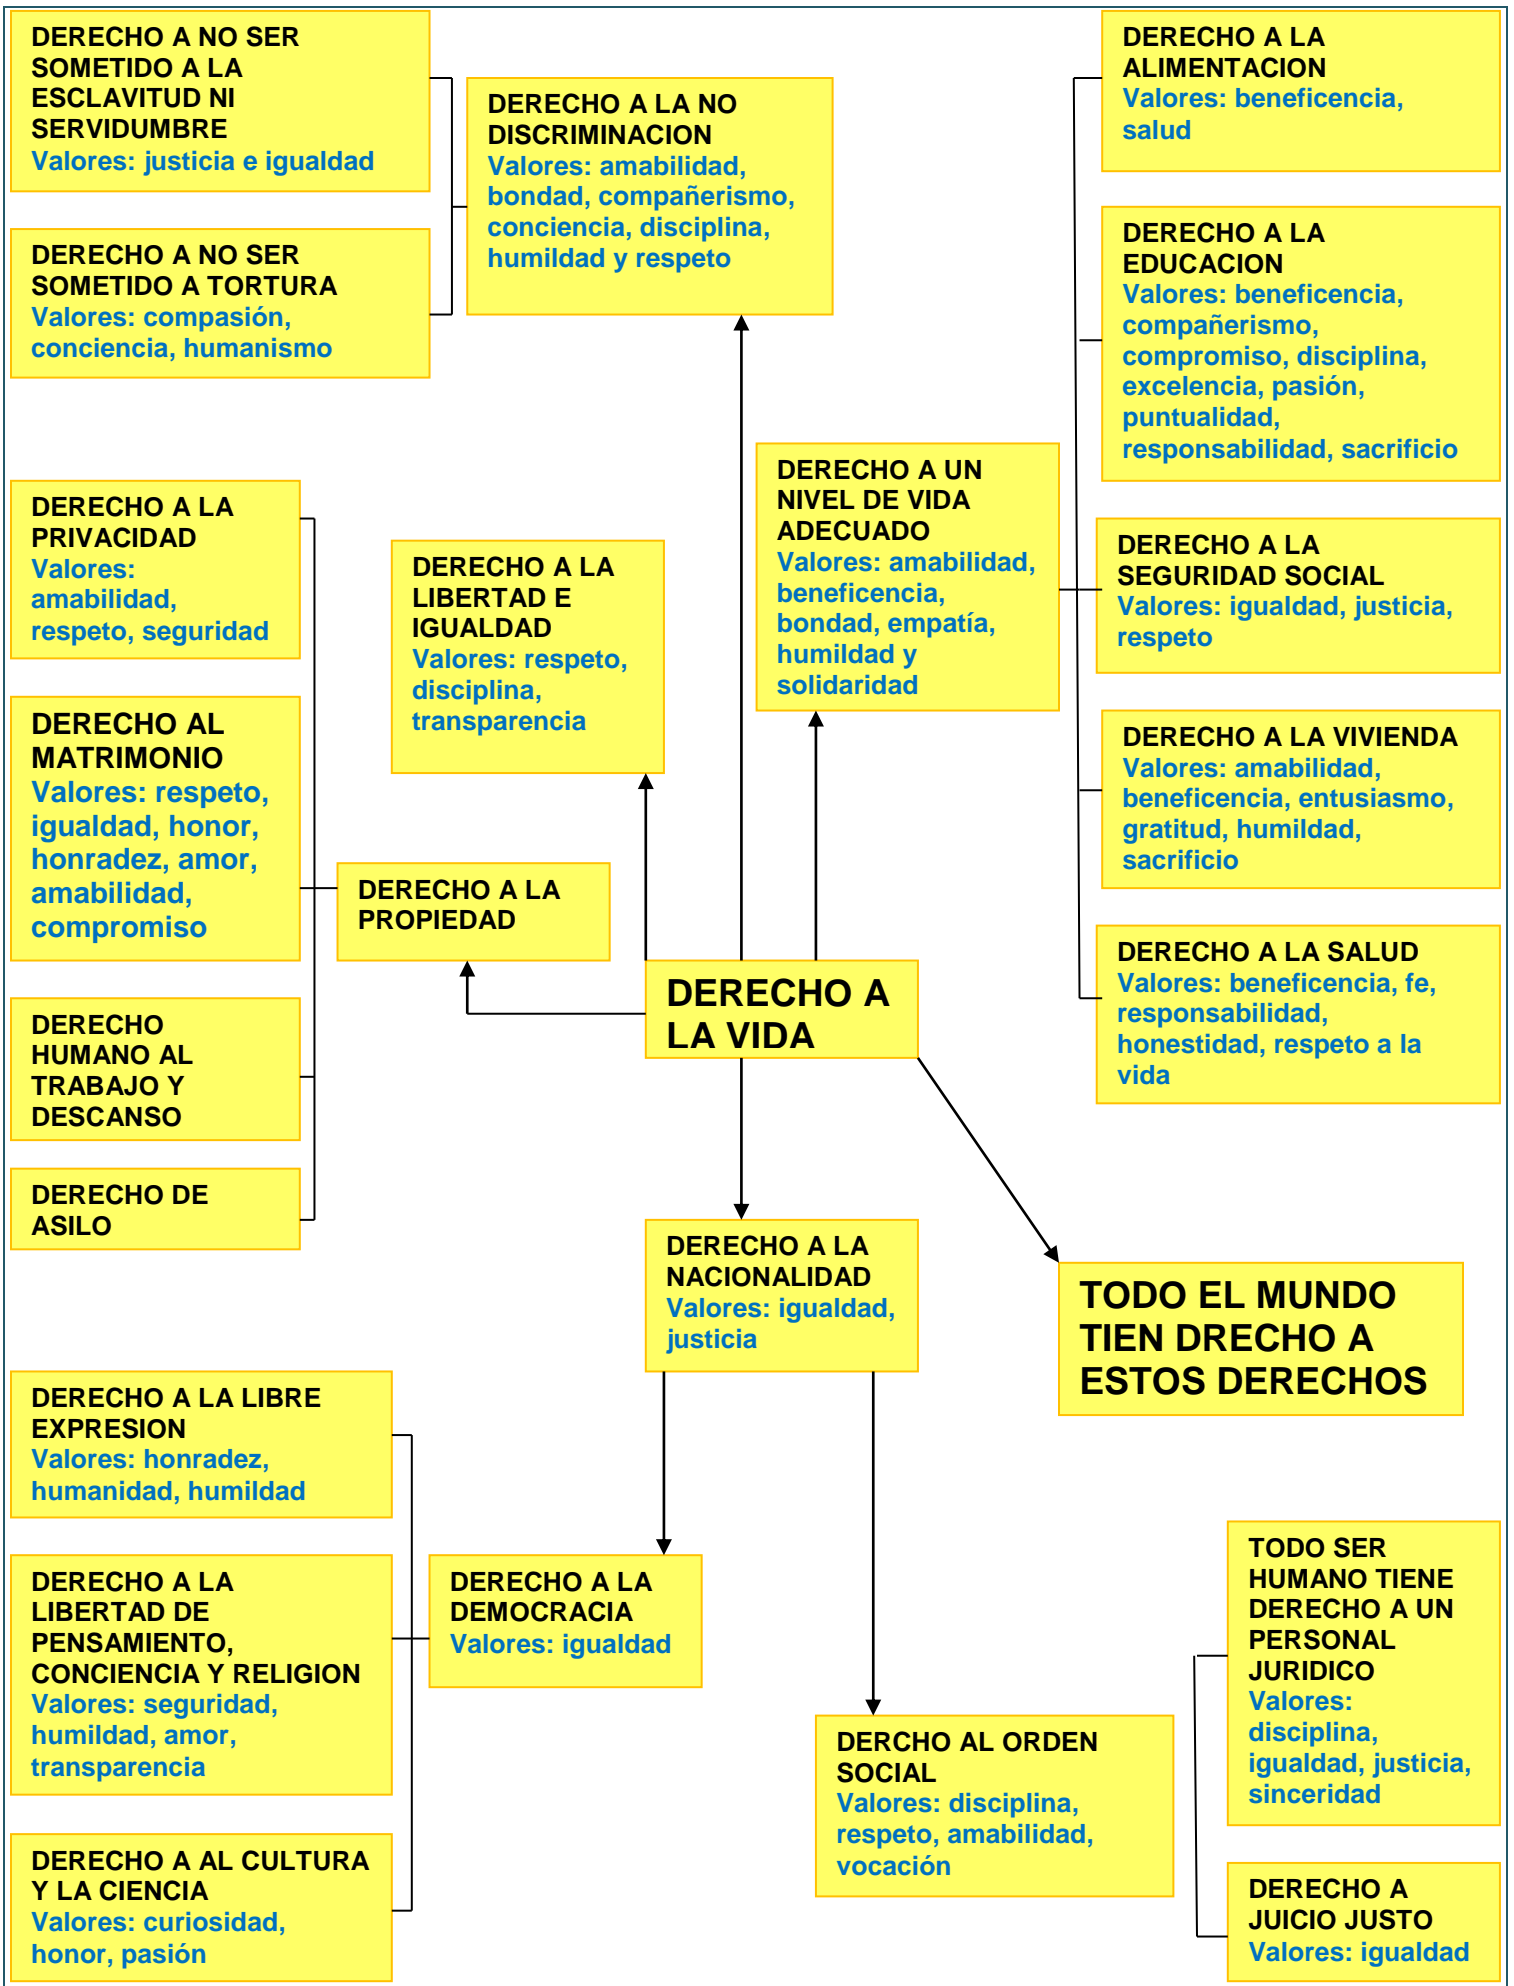 DERECHO A NO SER
SOMETIDO A LA
ESCLAVITUD NI
SERVIDUMBRE
Valores: justicia e igualdad
DERECHO A LA NO
DISCRIMINACION
Valores: amabilidad,
bondad, compañerismo,
conciencia, disciplina,
humildad y respeto
DERECHO A LA
ALIMENTACION
Valores: beneficencia,
salud
DERECHO A NO SER
SOMETIDO A TORTURA
Valores: compasión,
conciencia, humanismo
DERECHO A LA
EDUCACION
Valores: beneficencia,
compañerismo,
compromiso, disciplina,
excelencia, pasión,
puntualidad,
responsabilidad, sacrificio
DERECHO A UN
NIVEL DE VIDA
ADECUADO
Valores: amabilidad,
beneficencia,
bondad, empatía,
humildad y
solidaridad
DERECHO A LA
PRIVACIDAD
Valores:
amabilidad,
respeto, seguridad
DERECHO A LA
LIBERTAD E
IGUALDAD
Valores: respeto,
disciplina,
transparencia
DERECHO A LA
SEGURIDAD SOCIAL
Valores: igualdad, justicia,
respeto
DERECHO AL
MATRIMONIO
Valores: respeto,
igualdad, honor,
honradez, amor,
amabilidad,
compromiso
DERECHO A LA VIVIENDA
Valores: amabilidad,
beneficencia, entusiasmo,
gratitud, humildad,
sacrificio
DERECHO A LA
PROPIEDAD
DERECHO A LA SALUD
Valores: beneficencia, fe,
responsabilidad,
honestidad, respeto a la
vida
DERECHO A
LA VIDA
DERECHO
HUMANO AL
TRABAJO Y
DESCANSO
DERECHO DE
ASILO
DERECHO A LA
NACIONALIDAD
Valores: igualdad,
justicia
TODO EL MUNDO
TIEN DRECHO A
ESTOS DERECHOS
DERECHO A LA LIBRE
EXPRESION
Valores: honradez,
humanidad, humildad
DERECHO A LA
LIBERTAD DE
PENSAMIENTO,
CONCIENCIA Y RELIGION
Valores: seguridad,
humildad, amor,
transparencia
DERECHO A LA
DEMOCRACIA
Valores: igualdad
TODO SER
HUMANO TIENE
DERECHO A UN
PERSONAL
JURIDICO
Valores:
disciplina,
igualdad, justicia,
sinceridad
DERCHO AL ORDEN
SOCIAL
Valores: disciplina,
respeto, amabilidad,
vocación
DERECHO A AL CULTURA
Y LA CIENCIA
Valores: curiosidad,
honor, pasión
DERECHO A
JUICIO JUSTO
Valores: igualdad